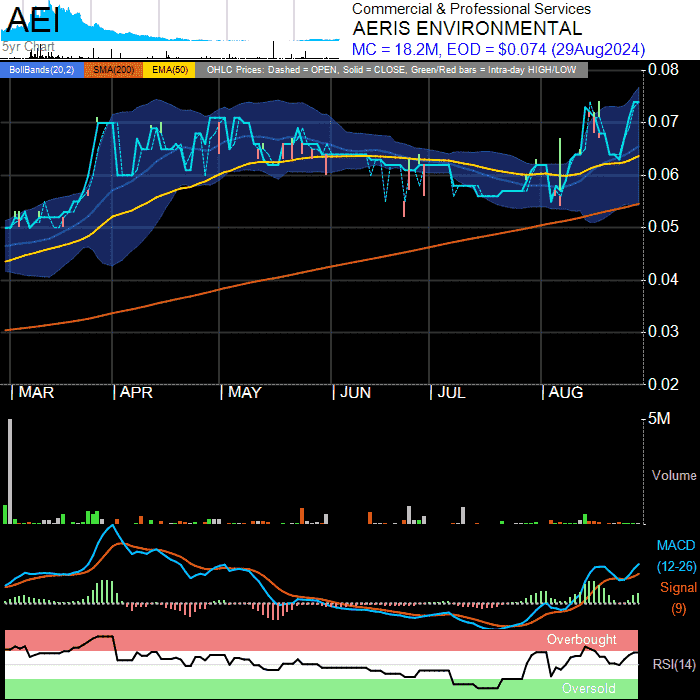 AEI
5yr Chart
Commercial & Professional Services
AERIS ENVIRONMENTAL
MC = 18.2M, EOD = $0.074 (29Aug2024)
BollBands(20,2) SMA(200) EMA(50) OHLC Prices: Dashed = OPEN, Solid = CLOSE, Green/Red bars = Intra-day HIGH/LOW
0.08
0.07
0.06
0.05
0.04
0.03
0.02
MAR APR MAY JUN JUL AUG
5M
Volume
MACD
(12-26)
Signal
(9)
Overbought
RSI(14)
Oversold